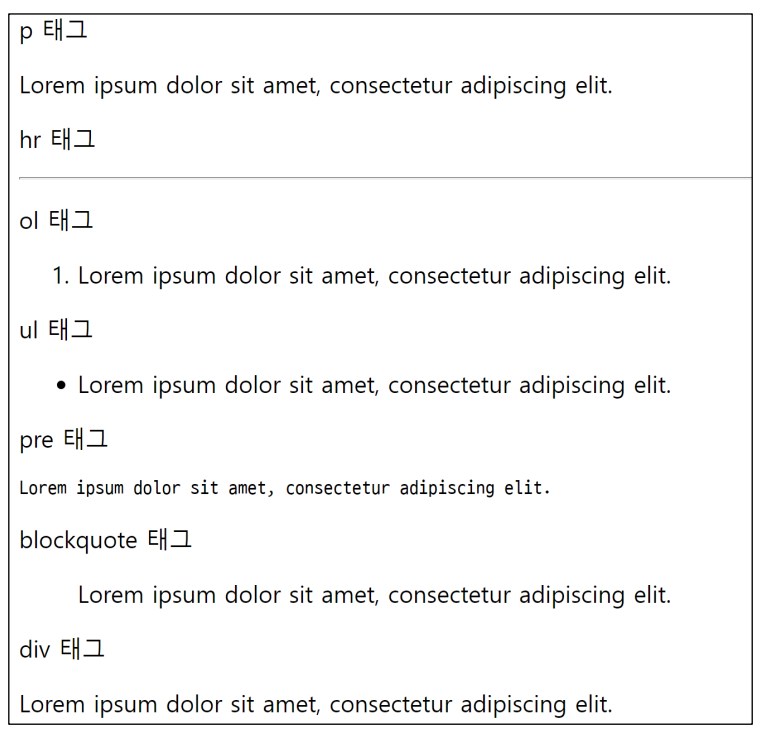 p 태그
Lorem ipsum dolor sit amet, consectetur adipiscing elit.
hr 태그
ol 태그
1. Lorem ipsum dolor sit amet, consectetur adipiscing elit.
ul 태그
• Lorem ipsum dolor sit amet, consectetur adipiscing elit.
pre 태그
Lorem ipsum dolor sit amet, consectetur adipiscing elit.
blockquote 태그
Lorem ipsum dolor sit amet, consectetur adipiscing elit.
div 태그
Lorem ipsum dolor sit amet, consectetur adipiscing elit.